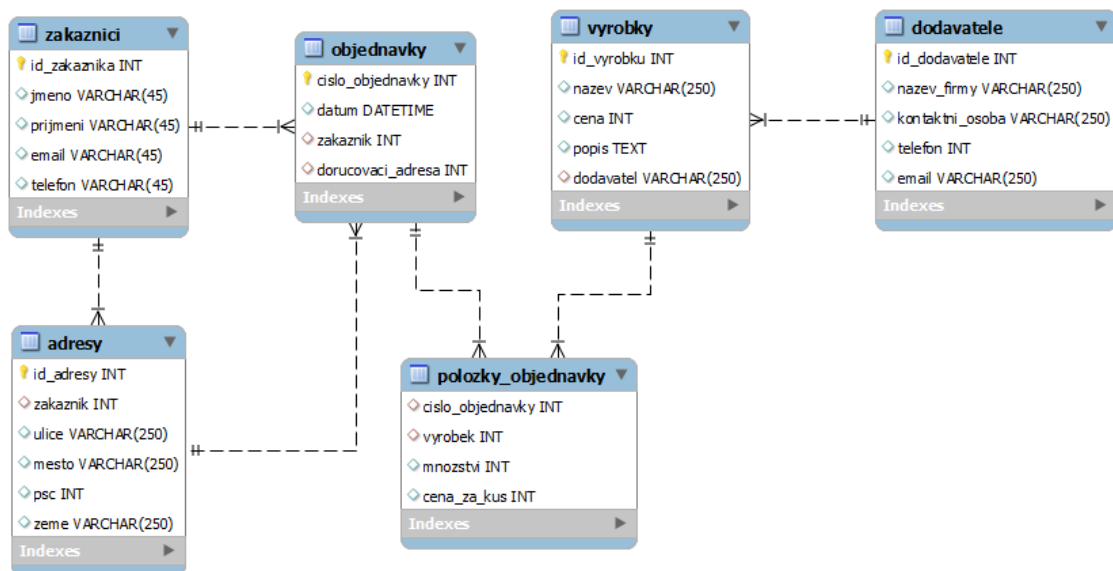 zakaznici
id_zakaznika INT
jmeno VARCHAR(45)
prijmeni VARCHAR(45)
email VARCHAR(45)
telefon VARCHAR(45)
Indexes
objednavky
cislo_objednavky INT
datum DATETIME
zakaznik INT
dorucovaci_adresa INT
Indexes
vyrobky
id_vyrobku INT
nazev VARCHAR(250)
cena INT
popis TEXT
dodavatel VARCHAR(250)
Indexes
dodavatele
id_dodavatele INT
nazev_firmy VARCHAR(250)
kontaktni_osoba VARCHAR(250)
telefon INT
email VARCHAR(250)
Indexes
adresy
id_adresy INT
zakaznik INT
ulice VARCHAR(250)
mesto VARCHAR(250)
psc INT
zeme VARCHAR(250)
Indexes
polozky_objednavky
cislo_objednavky INT
vyrobek INT
mnozstvi INT
cena_za_kus INT
Indexes